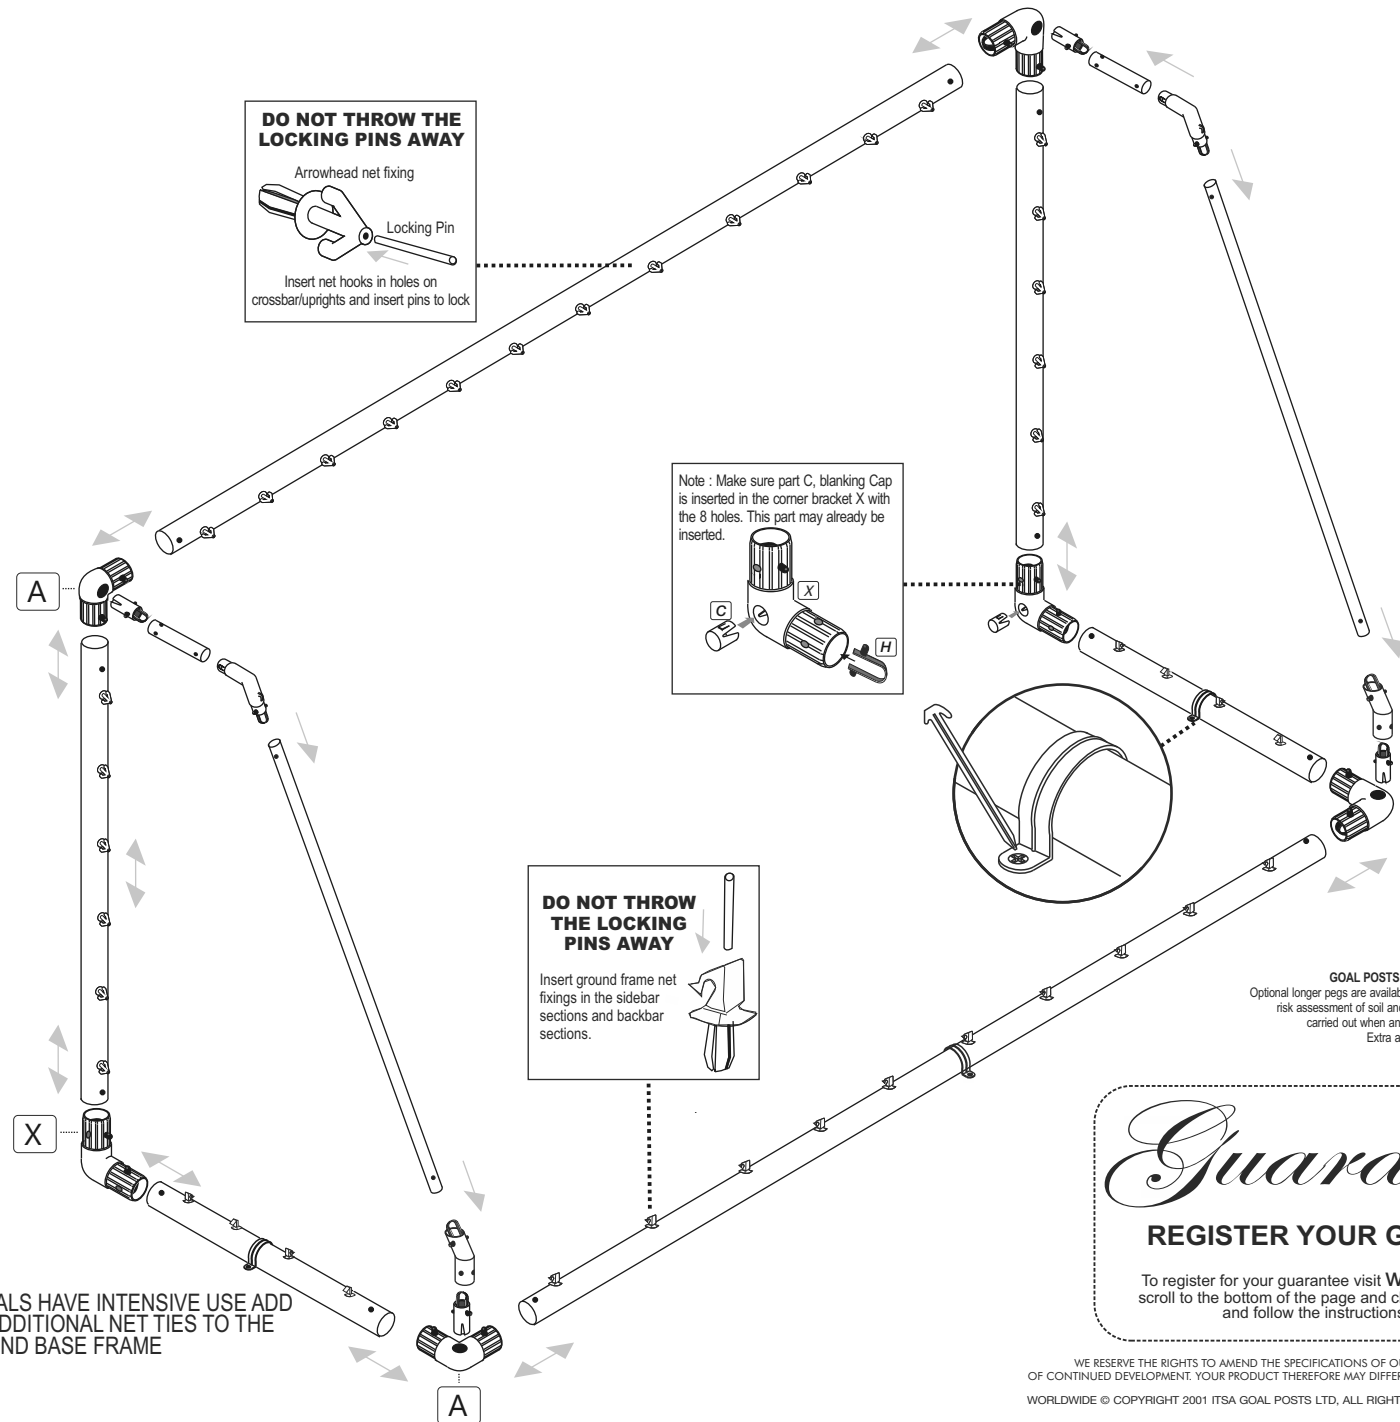 DO NOT THROW THE
LOCKING PINS AWAY
Arrowhead net fixing
Locking Pin
Insert net hooks in holes on
crossbar/uprights and insert pins to lock
Note : Make sure part C, blanking Cap
is inserted in the corner bracket X with
the 8 holes. This part may already be
inserted.
X
C
H
A
DO NOT THROW
THE LOCKING
PINS AWAY
Insert ground frame net
fixings in the sidebar
sections and backbar
sections.
GOAL POSTS
Optional longer pegs are availab
risk assessment of soil an
carried out when an
Extra a
X
Guard
REGISTER YOUR G
To register for your guarantee visit W
scroll to the bottom of the page and c
and follow the instructions
ALS HAVE INTENSIVE USE ADD
DDITIONAL NET TIES TO THE
ND BASE FRAME
A
WE RESERVE THE RIGHTS TO AMEND THE SPECIFICATIONS OF OU
OF CONTINUED DEVELOPMENT. YOUR PRODUCT THEREFORE MAY DIFFER
WORLDWIDE © COPYRIGHT 2001 ITSA GOAL POSTS LTD, ALL RIGHT